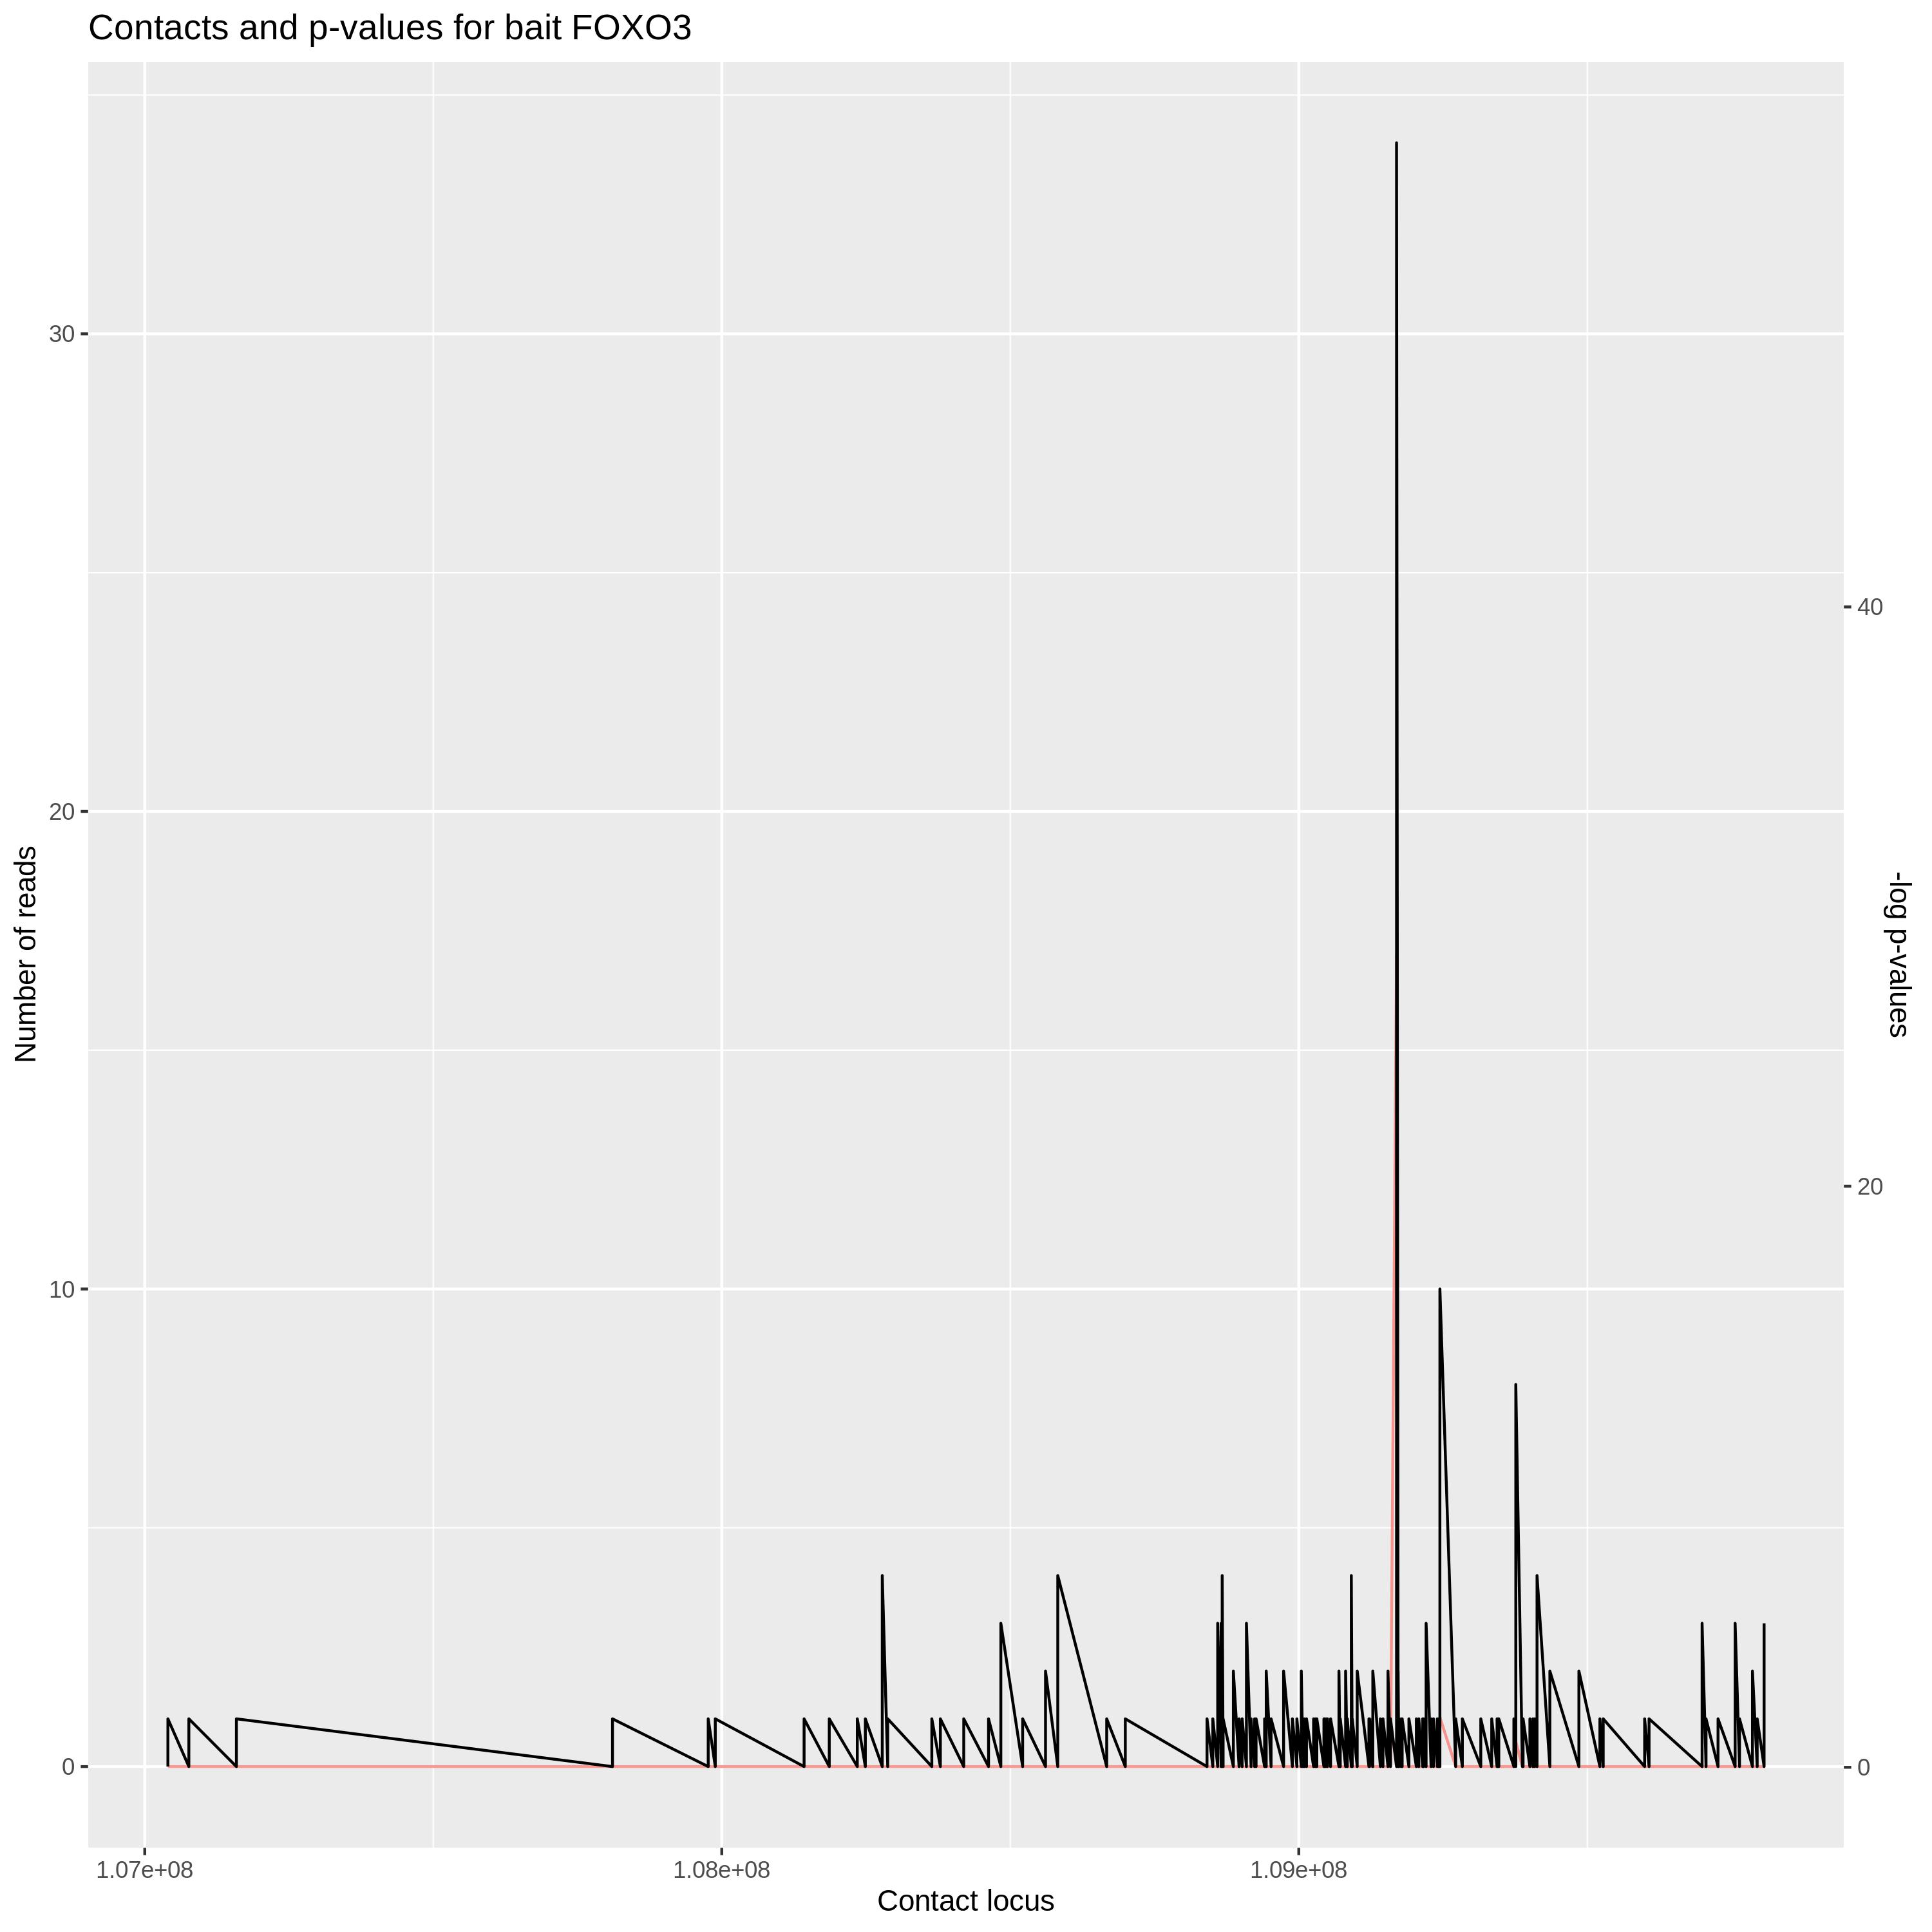 Contacts and p-values for bait FOXO3
30
20
10
0
Number of reads
40
20
0
-log p-values
1.07e+08
1.08e+08
1.09e+08
Contact locus